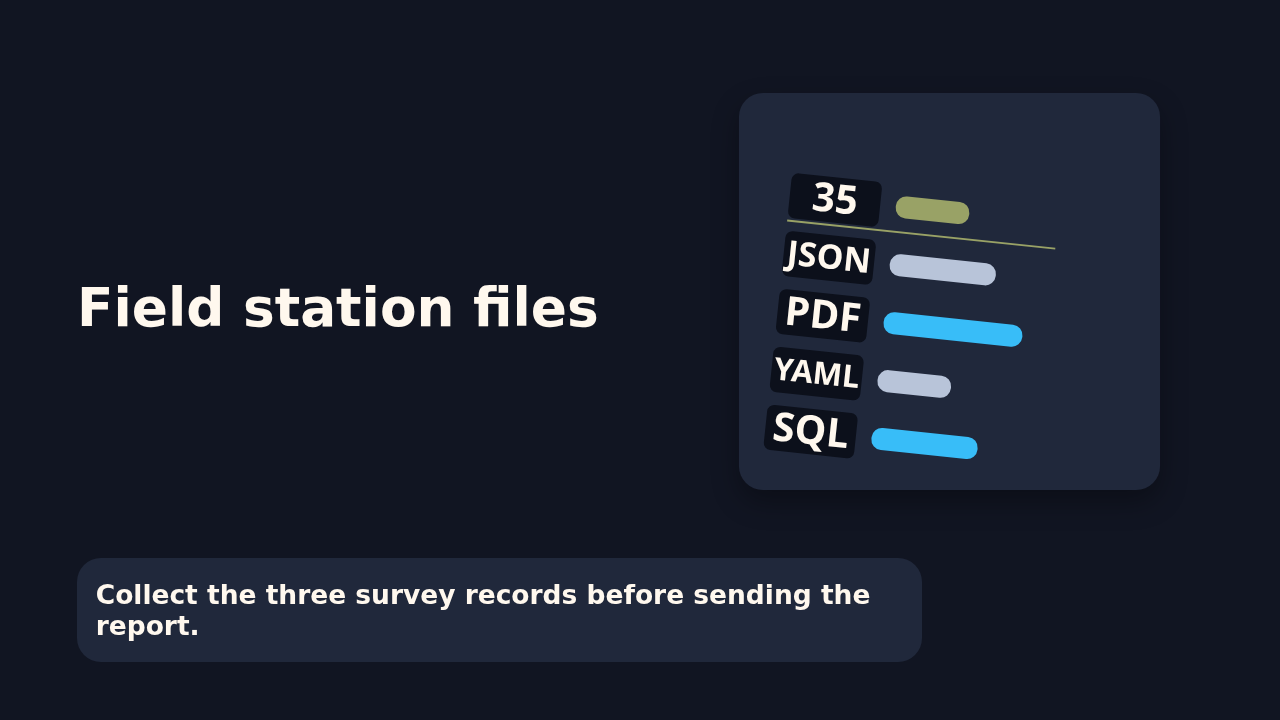 Field station files
35
JSON
PDF
YAML
SQL
Collect the three survey records before sending the
report.